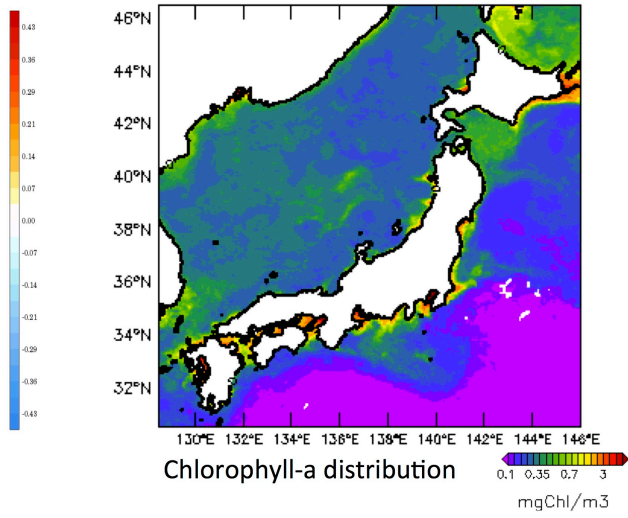 0.43
0.36
0.29
0.21
0.14
0.07
0.00
-0.07
-0.14
-0.21
-0.29
-0.36
-0.43
46°N
44°N
42°N
40°N
38°N
36°N
34°N
32°N
130°E 132°E 134°E 136°E 138°E 140°E 142°E 144°E 146°E
Chlorophyll-a distribution
0.1 0.35 0.7 3
mgChl/m3